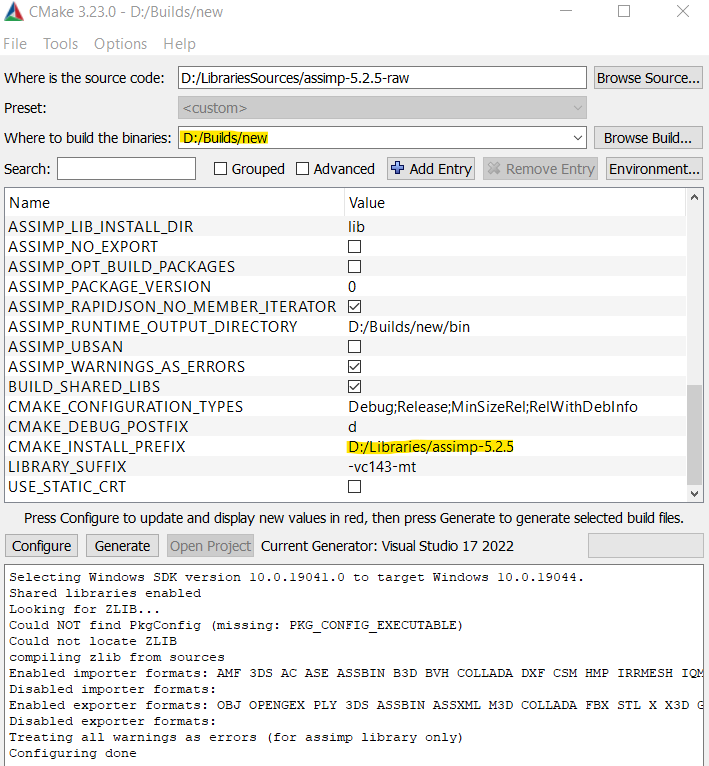 CMake 3.23.0 - D:/Builds/new
File Tools Options Help
Where is the source code: D:/LibrariesSources/assimp-5.2.5-raw Browse Source...
Preset: <custom>
Where to build the binaries: D:/Builds/new Browse Build...
Search: Grouped Advanced Add Entry Remove Entry Environment...
Name Value
ASSIMP_LIB_INSTALL_DIR lib
ASSIMP_NO_EXPORT
ASSIMP_OPT_BUILD_PACKAGES
ASSIMP_PACKAGE_VERSION 0
ASSIMP_RAPIDJSON_NO_MEMBER_ITERATOR
ASSIMP_RUNTIME_OUTPUT_DIRECTORY D:/Builds/new/bin
ASSIMP_UBSAN
ASSIMP_WARNINGS_AS_ERRORS
BUILD_SHARED_LIBS
CMAKE_CONFIGURATION_TYPES Debug;Release;MinSizeRel;RelWithDebInfo
CMAKE_DEBUG_POSTFIX d
CMAKE_INSTALL_PREFIX D:/Libraries/assimp-5.2.5
LIBRARY_SUFFIX -vc143-mt
USE_STATIC_CRT
Press Configure to update and display new values in red, then press Generate to generate selected build files.
Configure Generate Open Project Current Generator: Visual Studio 17 2022
Selecting Windows SDK version 10.0.19041.0 to target Windows 10.0.19044.
Shared libraries enabled
Looking for ZLIB...
Could NOT find PkgConfig (missing: PKG_CONFIG_EXECUTABLE)
Could not locate ZLIB
compiling zlib from sources
Enabled importer formats: AMF 3DS AC ASE ASSBIN B3D BVH COLLADA DXF CSM HMP IRRMESH IQM
Disabled importer formats:
Enabled exporter formats: OBJ OPENGEX PLY 3DS ASSBIN ASSXML M3D COLLADA FBX STL X X3D G
Disabled exporter formats:
Treating all warnings as errors (for assimp library only)
Configuring done